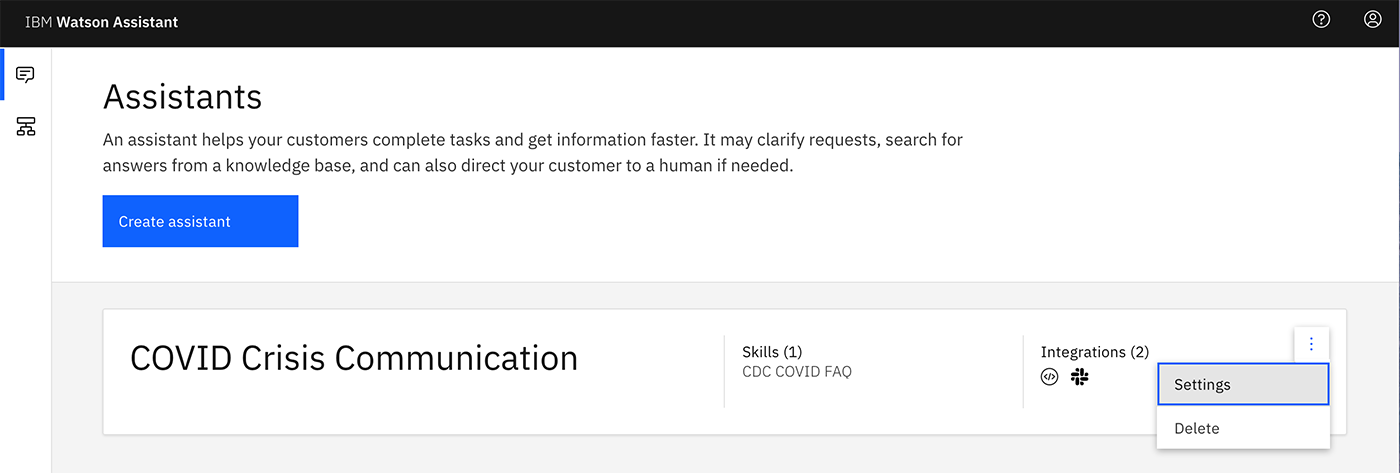 IBM Watson Assistant
Assistants
An assistant helps your customers complete tasks and get information faster. It may clarify requests, search for
answers from a knowledge base, and can also direct your customer to a human if needed.
Create assistant
COVID Crisis Communication
Skills (1)
CDC COVID FAQ
Integrations (2)
Settings
Delete